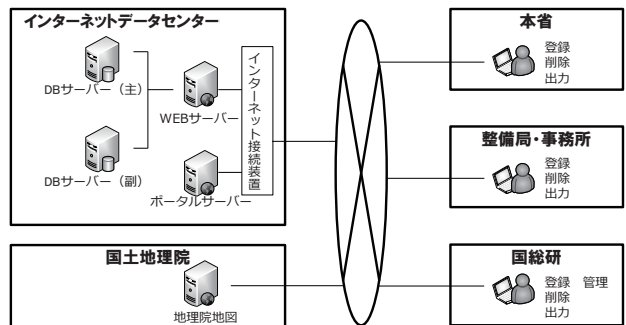 インターネットデータセンター
DBサーバー（主）
WEBサーバー
インターネット接続装置
DBサーバー（副）
ポータルサーバー
国土地理院
地理院地図
本省
登録
削除
出力
整備局・事務所
登録
削除
出力
国総研
登録　管理
削除
出力